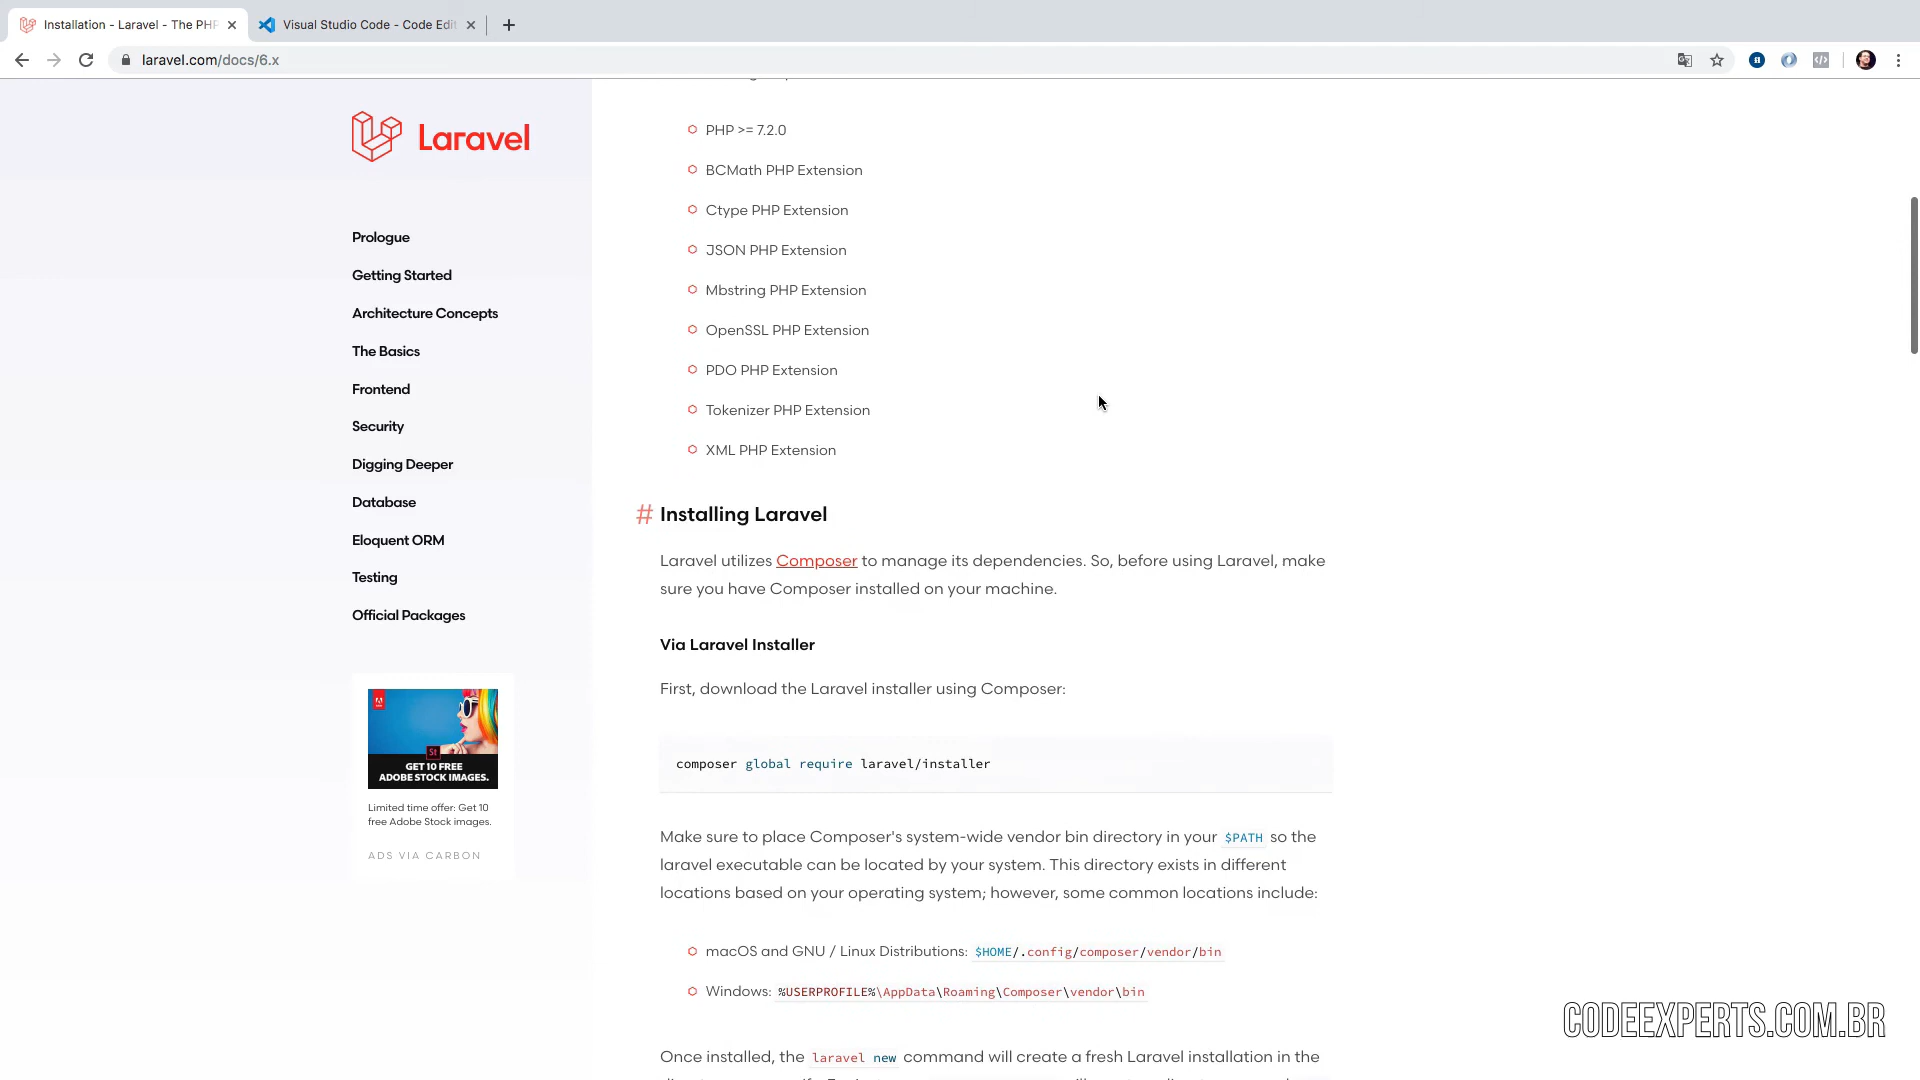 Installation - Laravel - The PHP
Visual Studio Code - Code Edit
laravel.com/docs/6.x
Laravel
Prologue
Getting Started
Architecture Concepts
The Basics
Frontend
Security
Digging Deeper
Database
Eloquent ORM
Testing
Official Packages
St
GET 10 FREE
ADOBE STOCK IMAGES.
Limited time offer: Get 10
free Adobe Stock images.
ADS VIA CARBON
PHP >= 7.2.0
BCMath PHP Extension
Ctype PHP Extension
JSON PHP Extension
Mbstring PHP Extension
OpenSSL PHP Extension
PDO PHP Extension
Tokenizer PHP Extension
XML PHP Extension
# Installing Laravel
Laravel utilizes Composer to manage its dependencies. So, before using Laravel, make
sure you have Composer installed on your machine.
Via Laravel Installer
First, download the Laravel installer using Composer:
composer global require laravel/installer
Make sure to place Composer's system-wide vendor bin directory in your $PATH so the
laravel executable can be located by your system. This directory exists in different
locations based on your operating system; however, some common locations include:
macOS and GNU / Linux Distributions: $HOME/.config/composer/vendor/bin
Windows: %USERPROFILE%\AppData\Roaming\Composer\vendor\bin
Once installed, the laravel new command will create a fresh Laravel installation in the
CODEEXPERTS.COM.BR